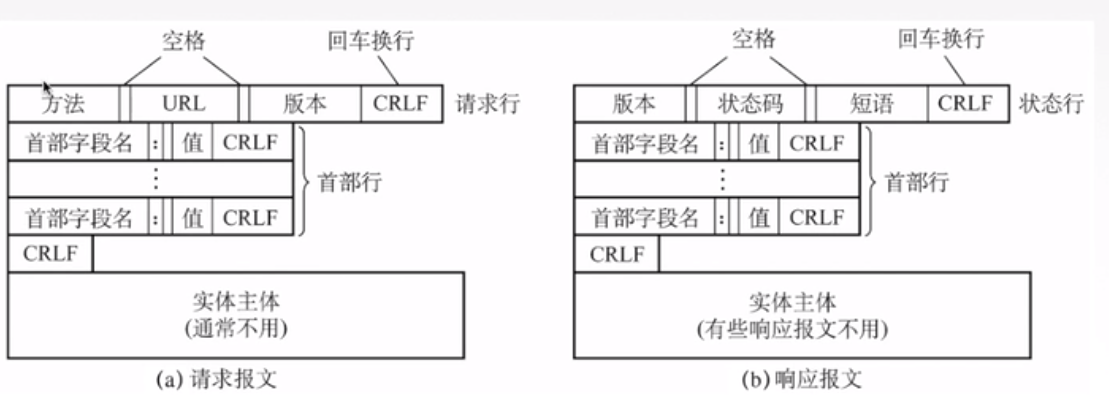 空格 回车换行
方法 URL 版本 CRLF 请求行
首部字段名 : 值 CRLF
⋮ 首部行
首部字段名 : 值 CRLF
CRLF
实体主体
(通常不用)
(a) 请求报文
空格 回车换行
版本 状态码 短语 CRLF 状态行
首部字段名 : 值 CRLF
⋮ 首部行
首部字段名 : 值 CRLF
CRLF
实体主体
(有些响应报文不用)
(b) 响应报文